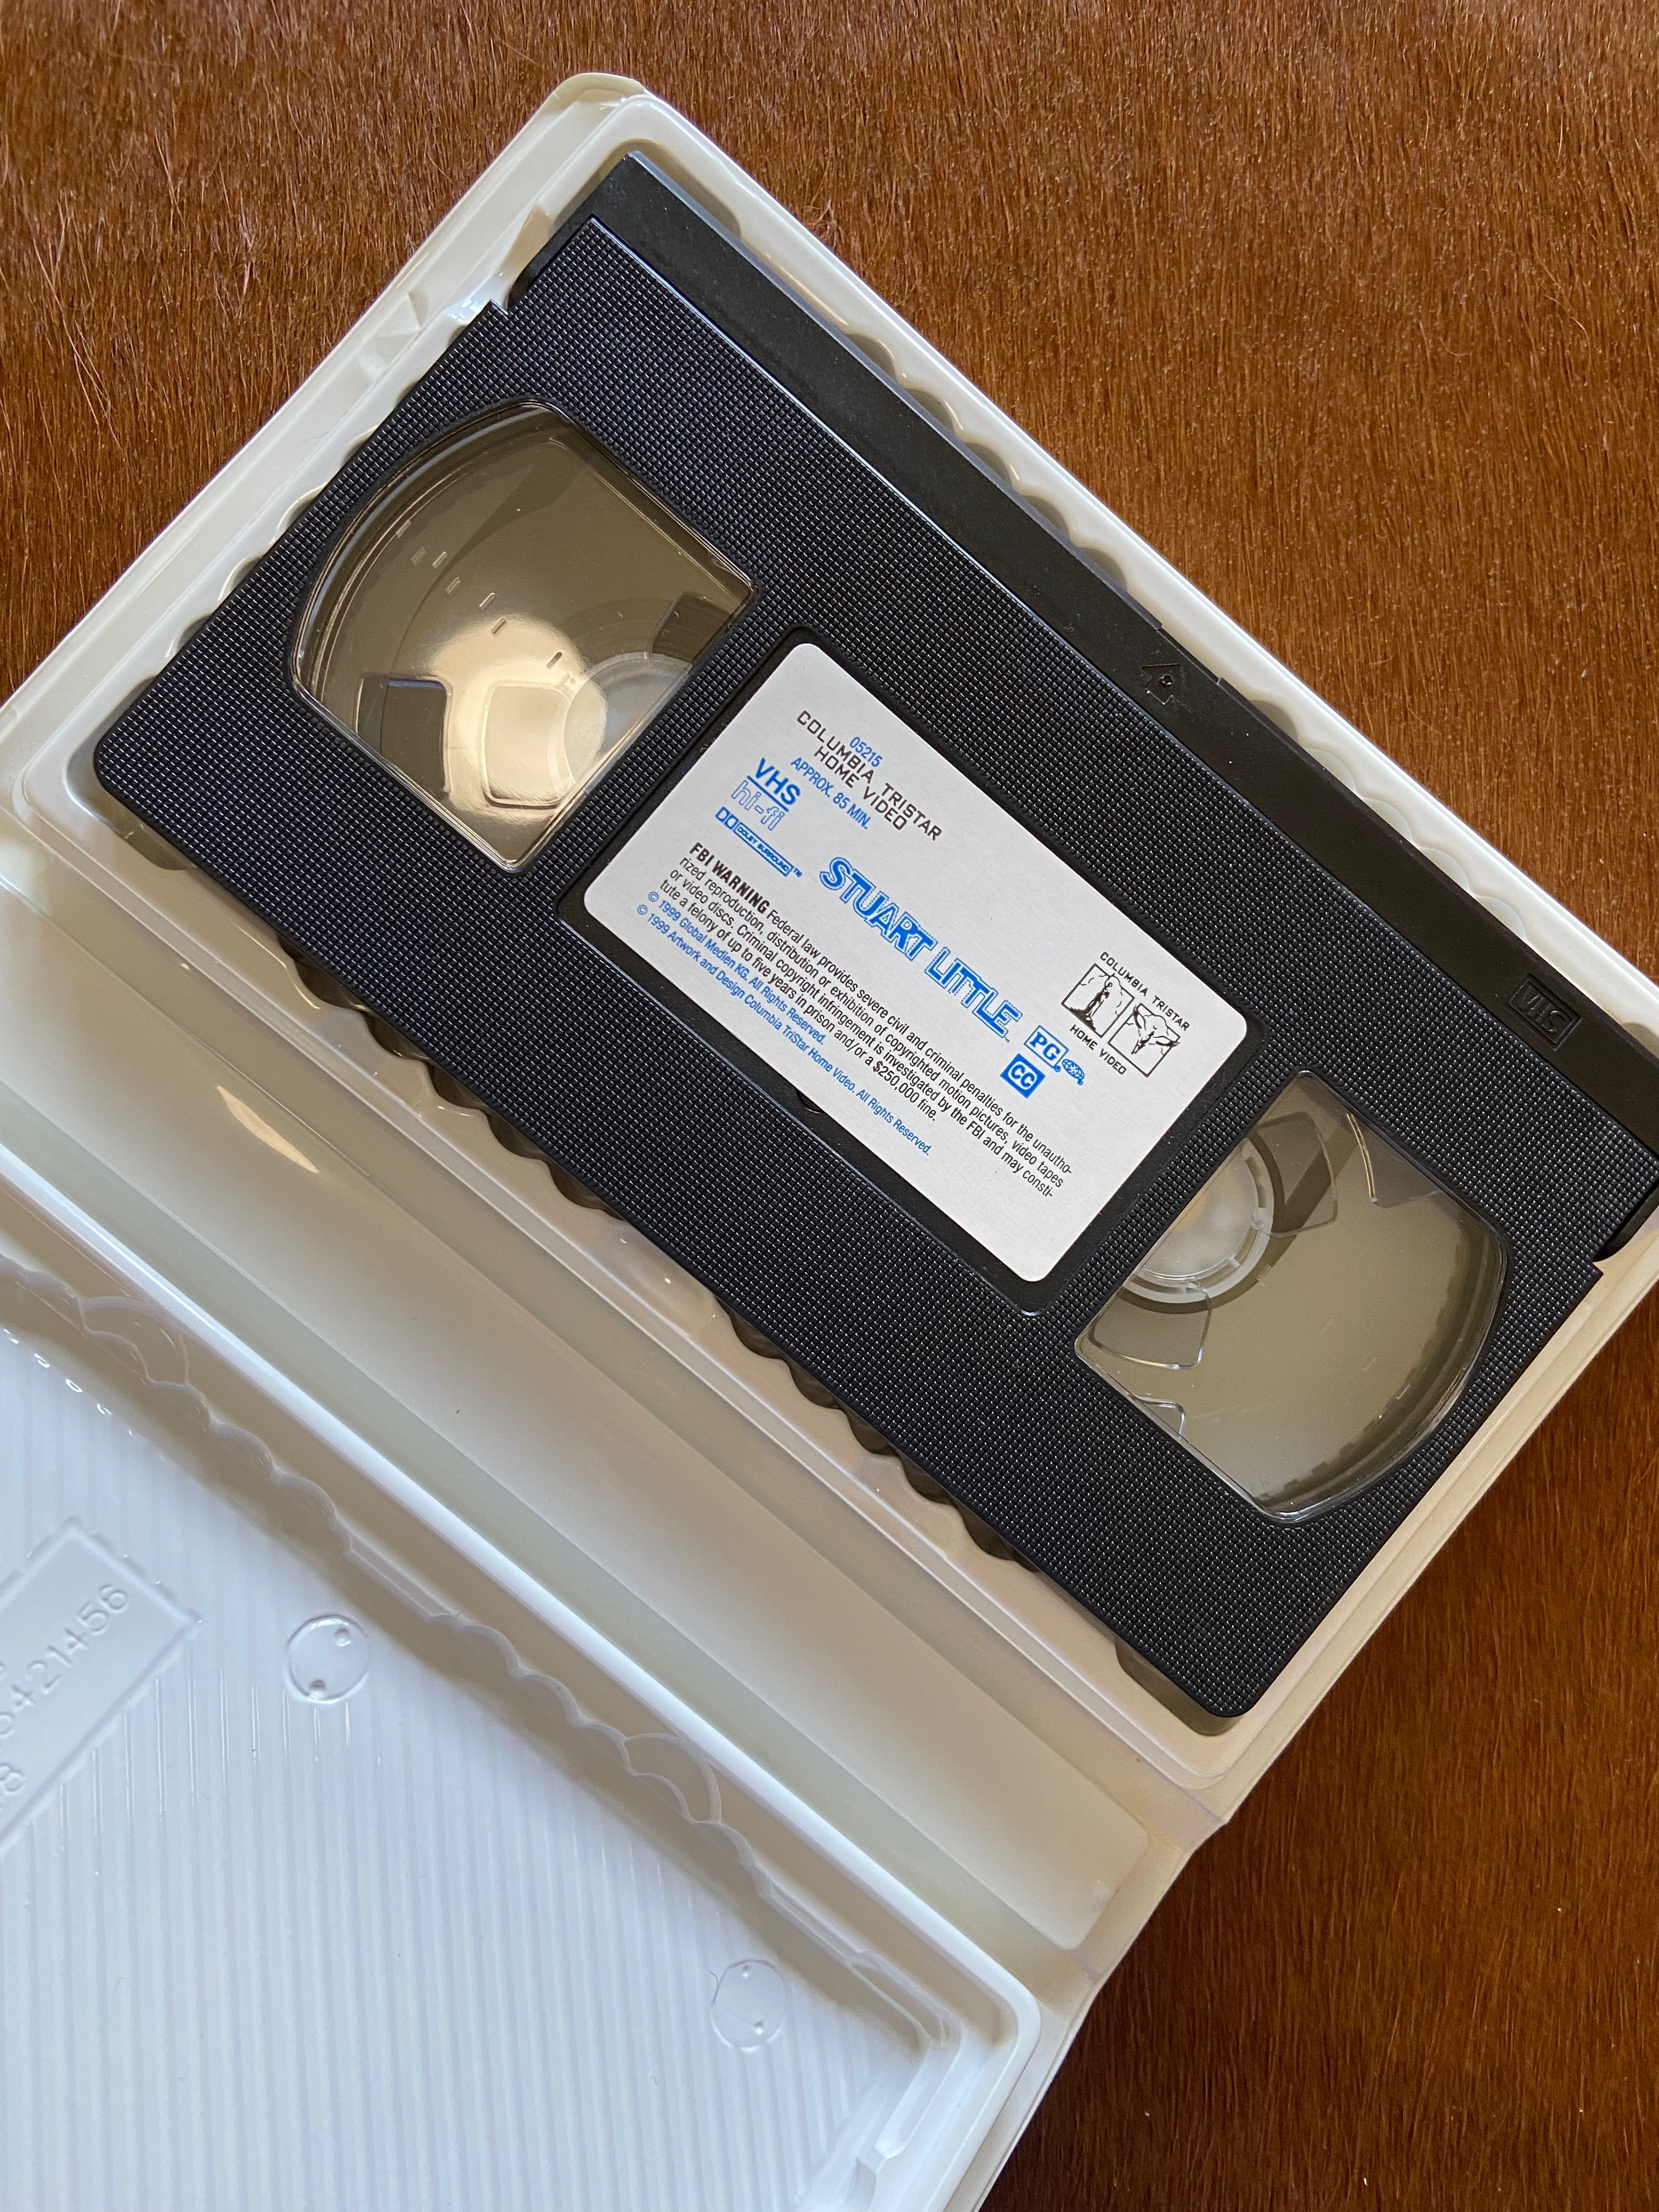 COLUMBIA TRISTAR
HOME VIDEO
05215
APPROX. 85 MIN.
VHS
hi-fi
DOLBY SURROUND™
STUART LITTLE™
PG
CC
COLUMBIA TRISTAR
HOME VIDEO
FBI WARNING Federal law provides severe civil and criminal penalties for the unautho-
rized reproduction, distribution or exhibition of copyrighted motion pictures, video tapes
or video discs. Criminal copyright infringement is investigated by the FBI and may consti-
tute a felony of up to five years in prison and/or a $250,000 fine.
© 1999 Global Medien KG. All Rights Reserved.
© 1999 Artwork and Design Columbia TriStar Home Video. All Rights Reserved.
VHS
421456
8